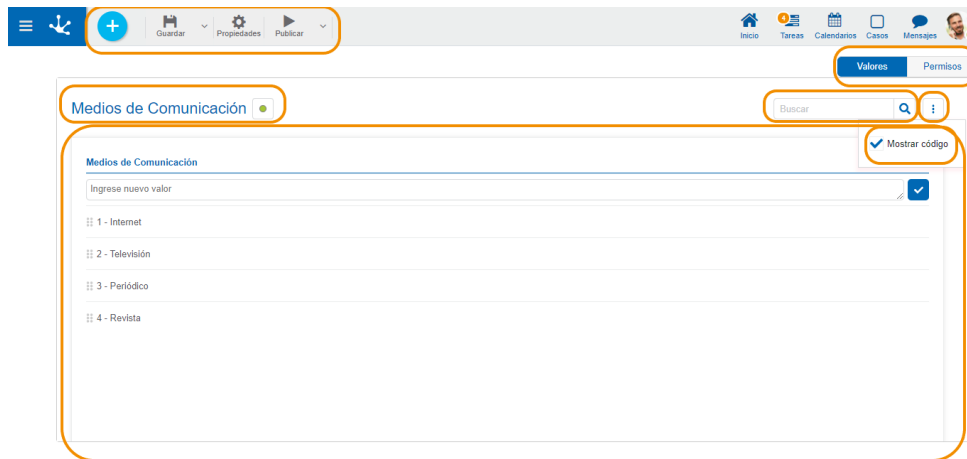 Guardar Propiedades Publicar Inicio 4 Tareas Calendarios Casos Mensajes
Valores Permisos
Medios de Comunicación Buscar
Mostrar código
Medios de Comunicación
Ingrese nuevo valor
1 - Internet
2 - Televisión
3 - Periódico
4 - Revista